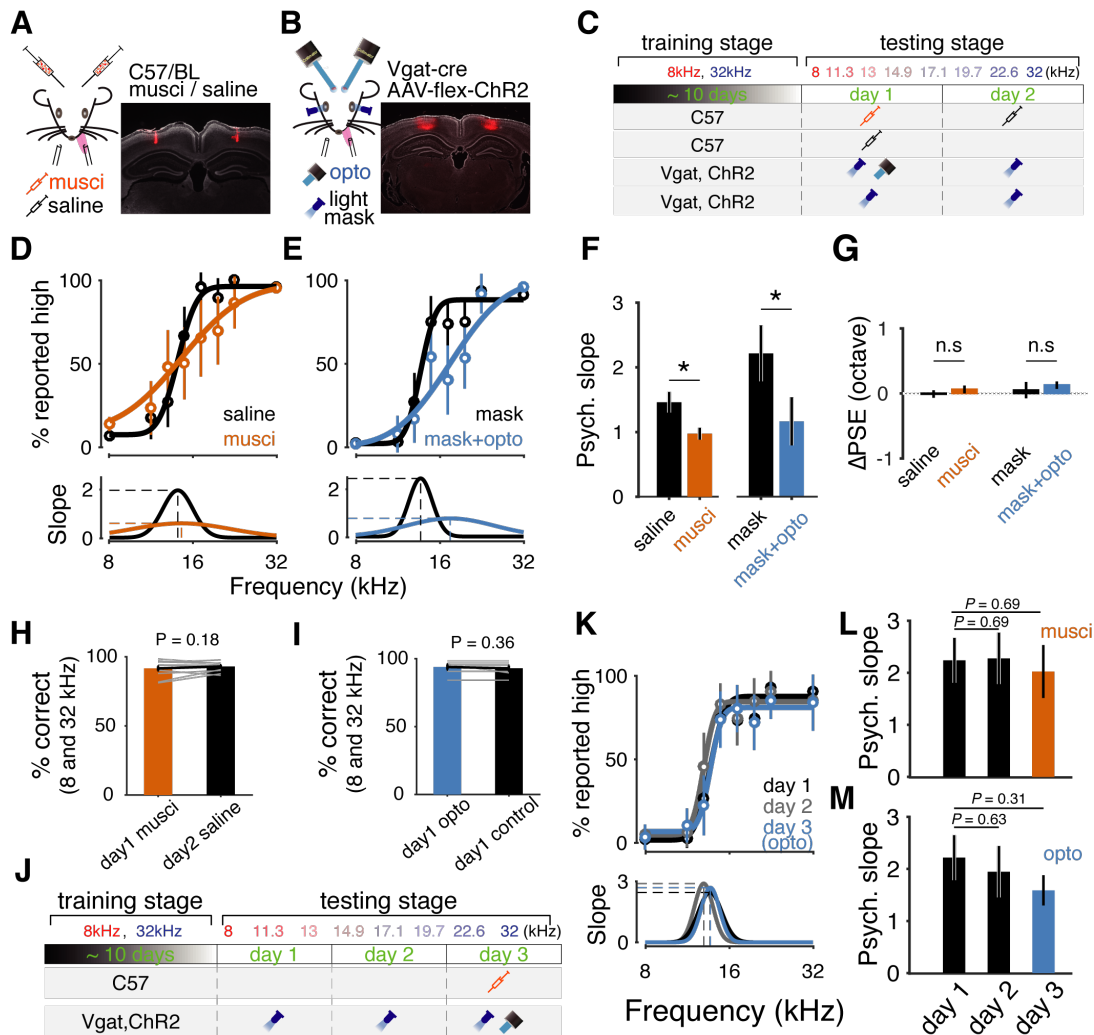 A
C57/BL
musci / saline
musci
saline
B
Vgat-cre
AAV-flex-ChR2
opto
light
mask
C
training stage
testing stage
8kHz, 32kHz
8 11.3 13 14.9 17.1 19.7 22.6 32 (kHz)
~ 10 days
day 1
day 2
C57
C57
Vgat, ChR2
Vgat, ChR2
D
% reported high
100
50
0
saline
musci
Slope
2
0
8
16
32
E
100
50
0
mask
mask+opto
2
0
8
16
32
Frequency (kHz)
F
Psych. slope
3
2
1
0
*
*
saline
musci
mask
mask+opto
G
ΔPSE (octave)
1
0
-1
n.s
n.s
saline
musci
mask
mask+opto
H
% correct
(8 and 32 kHz)
100
50
0
P = 0.18
day1 musci
day2 saline
I
% correct
(8 and 32 kHz)
100
50
0
P = 0.36
day1 opto
day1 control
J
training stage
testing stage
8kHz, 32kHz
8 11.3 13 14.9 17.1 19.7 22.6 32 (kHz)
~ 10 days
day 1
day 2
day 3
C57
Vgat,ChR2
K
% reported high
100
50
0
day 1
day 2
day 3
(opto)
Slope
3
0
8
16
32
Frequency (kHz)
L
Psych. slope
3
2
1
0
P = 0.69
P = 0.69
musci
M
Psych. slope
3
2
1
0
P = 0.31
P = 0.63
opto
day 1
day 2
day 3